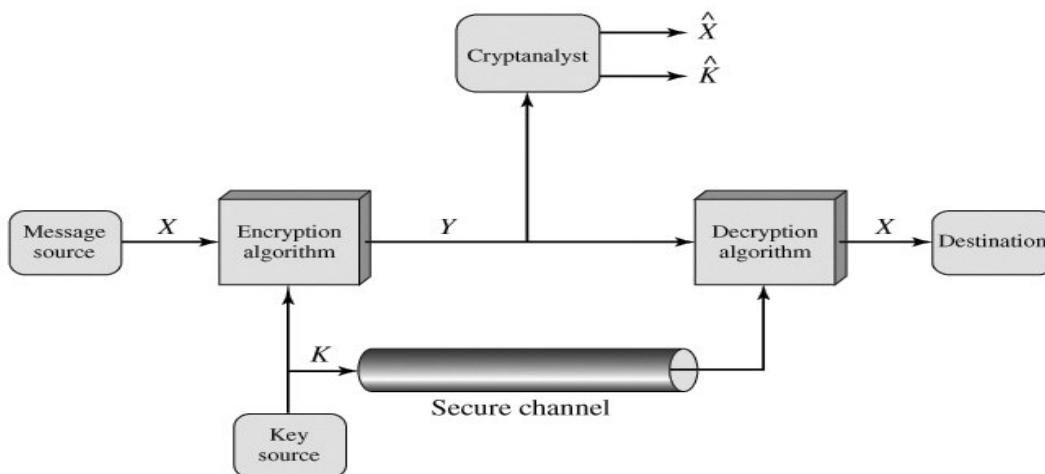 X̂
Cryptanalyst
K̂
Message
source
X
Encryption
algorithm
Y
Decryption
algorithm
X
Destination
K
Secure channel
Key
source